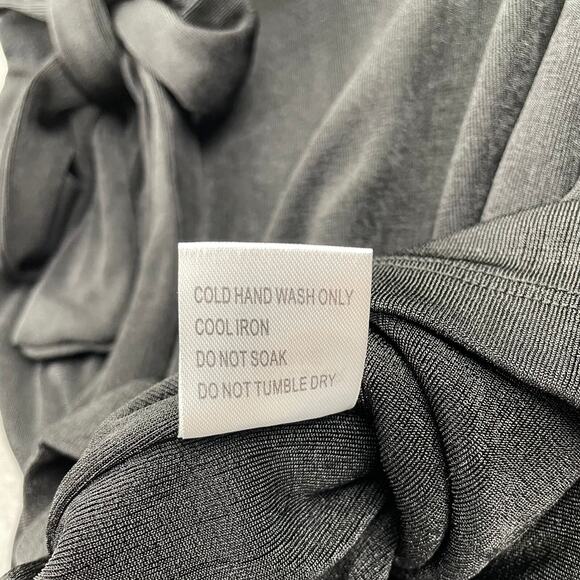 COLD HAND WASH ONLY
COOL IRON
DO NOT SOAK
DO NOT TUMBLE DRY